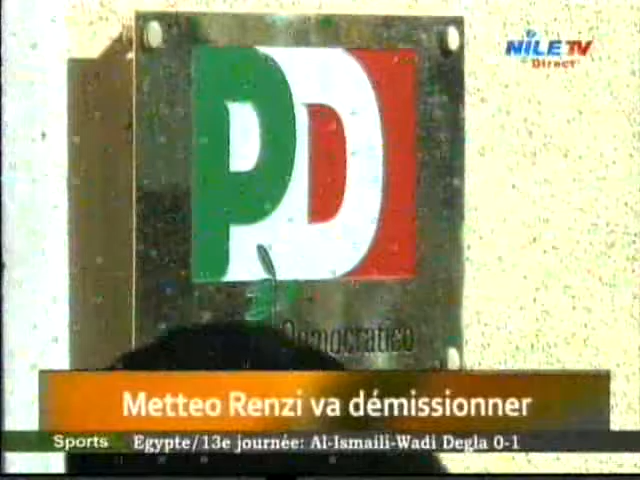 NiLE TV
Direct
PD
Democratico
Metteo Renzi va démissionner
Sports Egypte/13e journée: Al-Ismaili-Wadi Degla 0-1